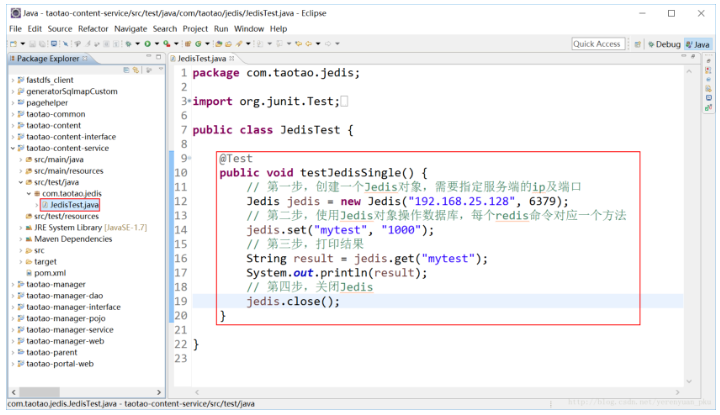 Java - taotao-content-service/src/test/java/com/taotao/jedis/JedisTest.java - Eclipse
File Edit Source Refactor Navigate Search Project Run Window Help
Quick Access
Debug
Java
Package Explorer
JedisTest.java
fastdfs_client
generatorSqlmapCustom
pagehelper
taotao-common
taotao-content
taotao-content-interface
taotao-content-service
src/main/java
src/main/resources
src/test/java
com.taotao.jedis
JedisTest.java
src/test/resources
JRE System Library [JavaSE-1.7]
Maven Dependencies
src
target
pom.xml
taotao-manager
taotao-manager-dao
taotao-manager-interface
taotao-manager-pojo
taotao-manager-service
taotao-manager-web
taotao-parent
taotao-portal-web
1 package com.taotao.jedis;
2
3 import org.junit.Test;
6
7 public class JedisTest {
8
9 @Test
10 public void testJedisSingle() {
11 // 第一步，创建一个Jedis对象，需要指定服务端的ip及端口
12 Jedis jedis = new Jedis("192.168.25.128", 6379);
13 // 第二步，使用Jedis对象操作数据库，每个redis命令对应一个方法
14 jedis.set("mytest", "1000");
15 // 第三步，打印结果
16 String result = jedis.get("mytest");
17 System.out.println(result);
18 // 第四步，关闭Jedis
19 jedis.close();
20 }
21
22 }
23
com.taotao.jedis.JedisTest.java - taotao-content-service/src/test/java